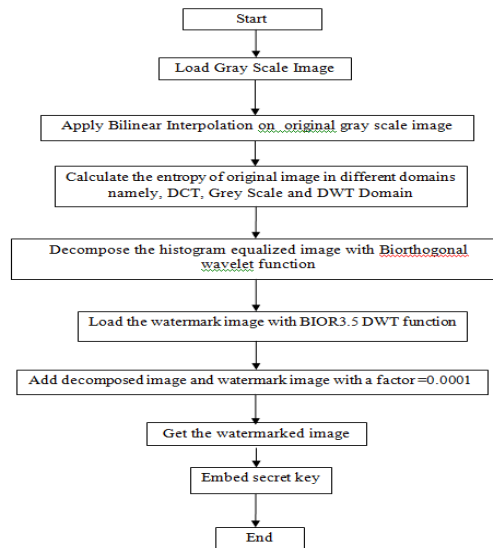 Start
Load Gray Scale Image
Apply Bilinear Interpolation on original gray scale image
Calculate the entropy of original image in different domains
namely, DCT, Grey Scale and DWT Domain
Decompose the histogram equalized image with Biorthogonal
wavelet function
Load the watermark image with BIOR3.5 DWT function
Add decomposed image and watermark image with a factor=0.0001
Get the watermarked image
Embed secret key
End